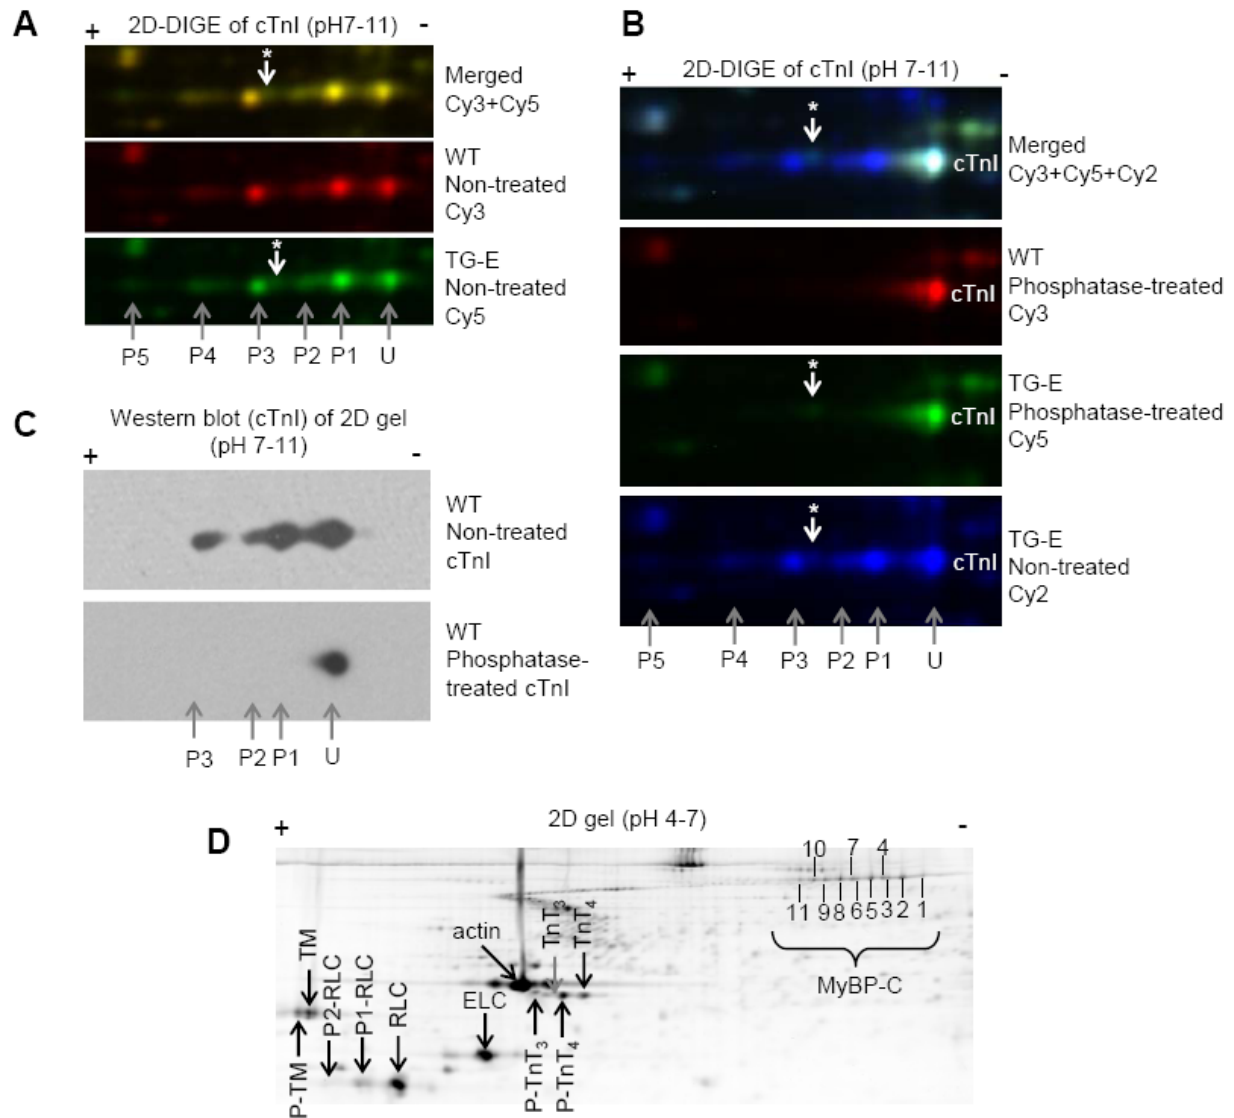 A
+ 2D-DIGE of cTnI (pH7-11) -
*
Merged
Cy3+Cy5
WT
Non-treated
Cy3
*
TG-E
Non-treated
Cy5
P5 P4 P3 P2 P1 U
B
+ 2D-DIGE of cTnI (pH 7-11) -
*
cTnI
Merged
Cy3+Cy5+Cy2
cTnI
WT
Phosphatase-treated
Cy3
*
cTnI
TG-E
Phosphatase-treated
Cy5
*
cTnI
TG-E
Non-treated
Cy2
P5 P4 P3 P2 P1 U
C
Western blot (cTnI) of 2D gel
(pH 7-11)
+ -
WT
Non-treated
cTnI
WT
Phosphatase-
treated cTnI
P3 P2 P1 U
D
+ 2D gel (pH 4-7) -
10 7 4
11 9 8 6 5 3 2 1
MyBP-C
actin
TnT3
TnT4
ELC
TM
P2-RLC
P1-RLC
RLC
P-TM
P-TnT3
P-TnT4